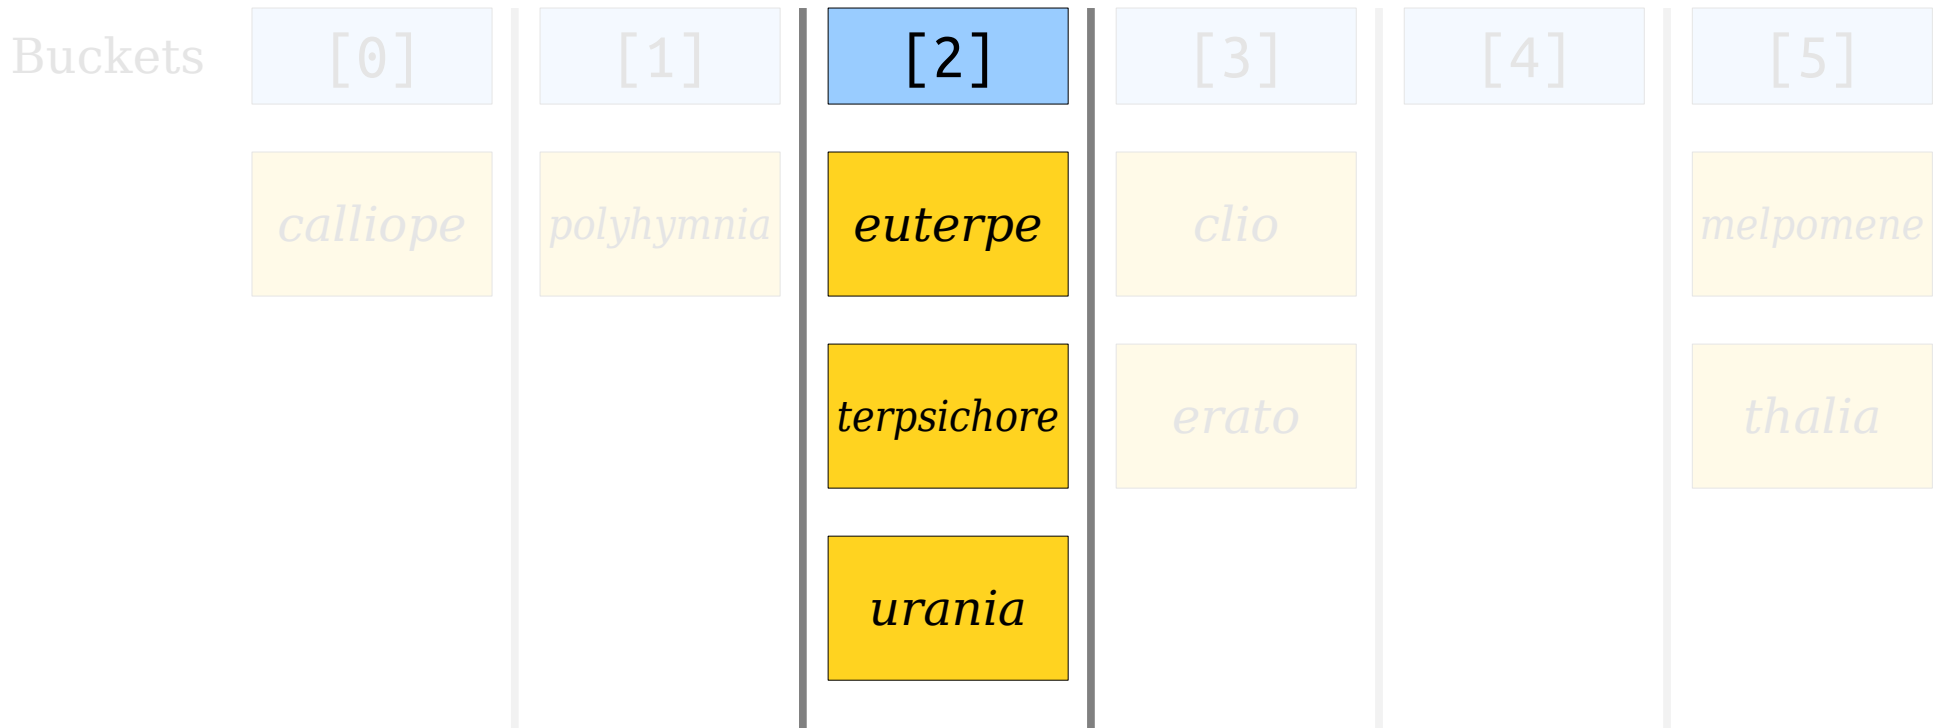 Buckets [0] [1] [2] [3] [4] [5]
calliope polyhymnia euterpe clio melpomene
terpsichore erato thalia
urania